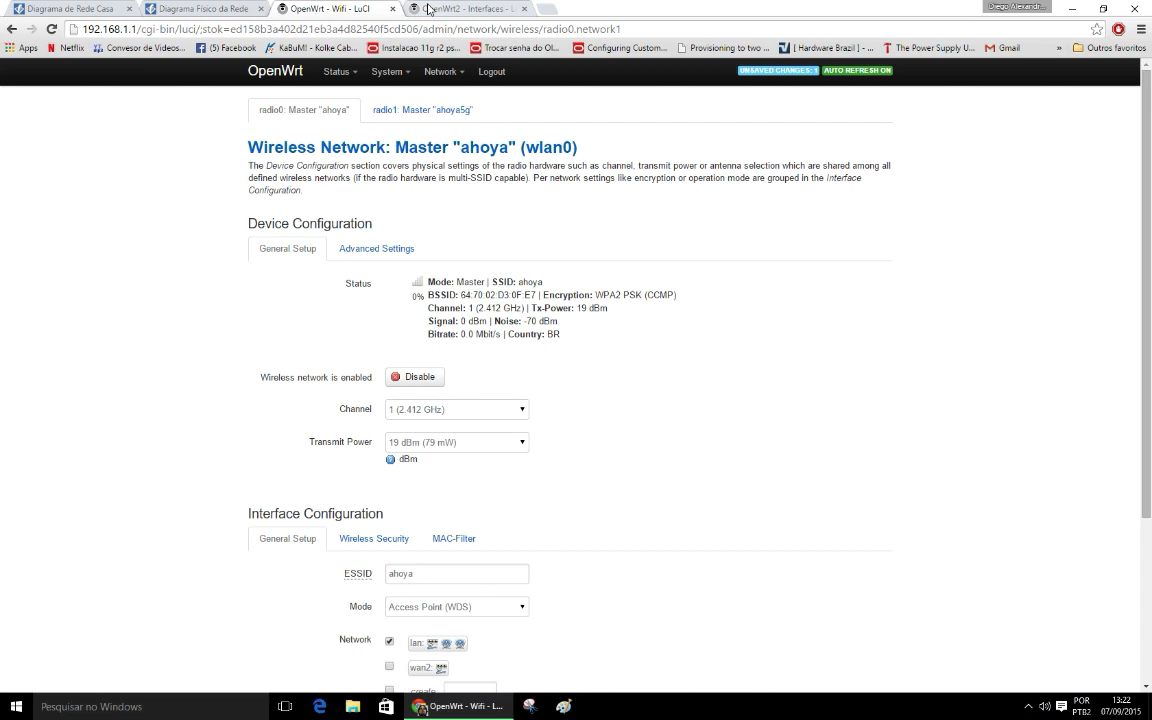 Diagrama de Rede Casa
Diagrama Físico da Rede
OpenWrt - Wifi - LuCI
OpenWrt2 - Interfaces - L
Diego Alexandr...
192.168.1.1/cgi-bin/luci/;stok=ed158b3a402d21eb3a4d82540f5cd506/admin/network/wireless/radio0.network1
Apps
Netflix
Convesor de Videos...
(5) Facebook
KaBuM! - Kolke Cab...
Instalacao 11g r2 ps...
Trocar senha do Ol...
Configuring Custom...
Provisioning to two ...
[ Hardware Brazil ] - ...
The Power Supply U...
Gmail
»
Outros favoritos
OpenWrt
Status
System
Network
Logout
UNSAVED CHANGES: 1
AUTO REFRESH ON
radio0: Master "ahoya"
radio1: Master "ahoya5g"
Wireless Network: Master "ahoya" (wlan0)
The Device Configuration section covers physical settings of the radio hardware such as channel, transmit power or antenna selection which are shared among all
defined wireless networks (if the radio hardware is multi-SSID capable). Per network settings like encryption or operation mode are grouped in the Interface
Configuration.
Device Configuration
General Setup
Advanced Settings
Status
0%
Mode: Master | SSID: ahoya
BSSID: 64:70:02:D3:0F:E7 | Encryption: WPA2 PSK (CCMP)
Channel: 1 (2.412 GHz) | Tx-Power: 19 dBm
Signal: 0 dBm | Noise: -70 dBm
Bitrate: 0.0 Mbit/s | Country: BR
Wireless network is enabled
Disable
Channel
1 (2.412 GHz)
Transmit Power
19 dBm (79 mW)
dBm
Interface Configuration
General Setup
Wireless Security
MAC-Filter
ESSID
ahoya
Mode
Access Point (WDS)
Network
lan:
wan2:
create:
Pesquisar no Windows
OpenWrt - Wifi - L...
POR
PTB2
13:22
07/09/2015